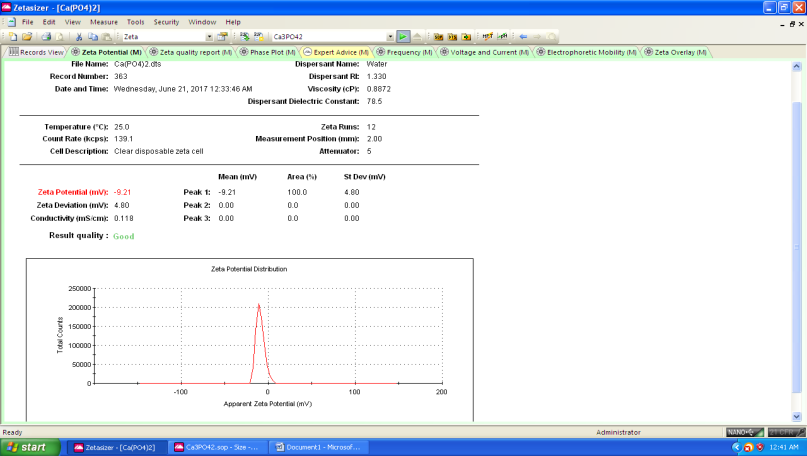 Zetasizer - [Ca(PO4)2]
File Edit View Measure Tools Security Window Help
Zeta Ca3PO42
Records View Zeta Potential (M) Zeta quality report (M) Phase Plot (M) Expert Advice (M) Frequency (M) Voltage and Current (M) Electrophoretic Mobility (M) Zeta Overlay (M)
File Name: Ca(PO4)2.dts Dispersant Name: Water
Record Number: 363 Dispersant RI: 1.330
Date and Time: Wednesday, June 21, 2017 12:33:46 AM Viscosity (cP): 0.8872
Dispersant Dielectric Constant: 78.5
Temperature (°C): 25.0 Zeta Runs: 12
Count Rate (kcps): 139.1 Measurement Position (mm): 2.00
Cell Description: Clear disposable zeta cell Attenuator: 5
Mean (mV) Area (%) St Dev (mV)
Zeta Potential (mV): -9.21 Peak 1: -9.21 100.0 4.80
Zeta Deviation (mV): 4.80 Peak 2: 0.00 0.0 0.00
Conductivity (mS/cm): 0.118 Peak 3: 0.00 0.0 0.00
Result quality : Good
Zeta Potential Distribution
250000
200000
150000
100000
50000
0
Total Counts
-100 0 100 200
Apparent Zeta Potential (mV)
Ready Administrator NANO
start Zetasizer - [Ca(PO4)2] Ca3PO42.sop - Size -... Document1 - Microsof... 12:41 AM